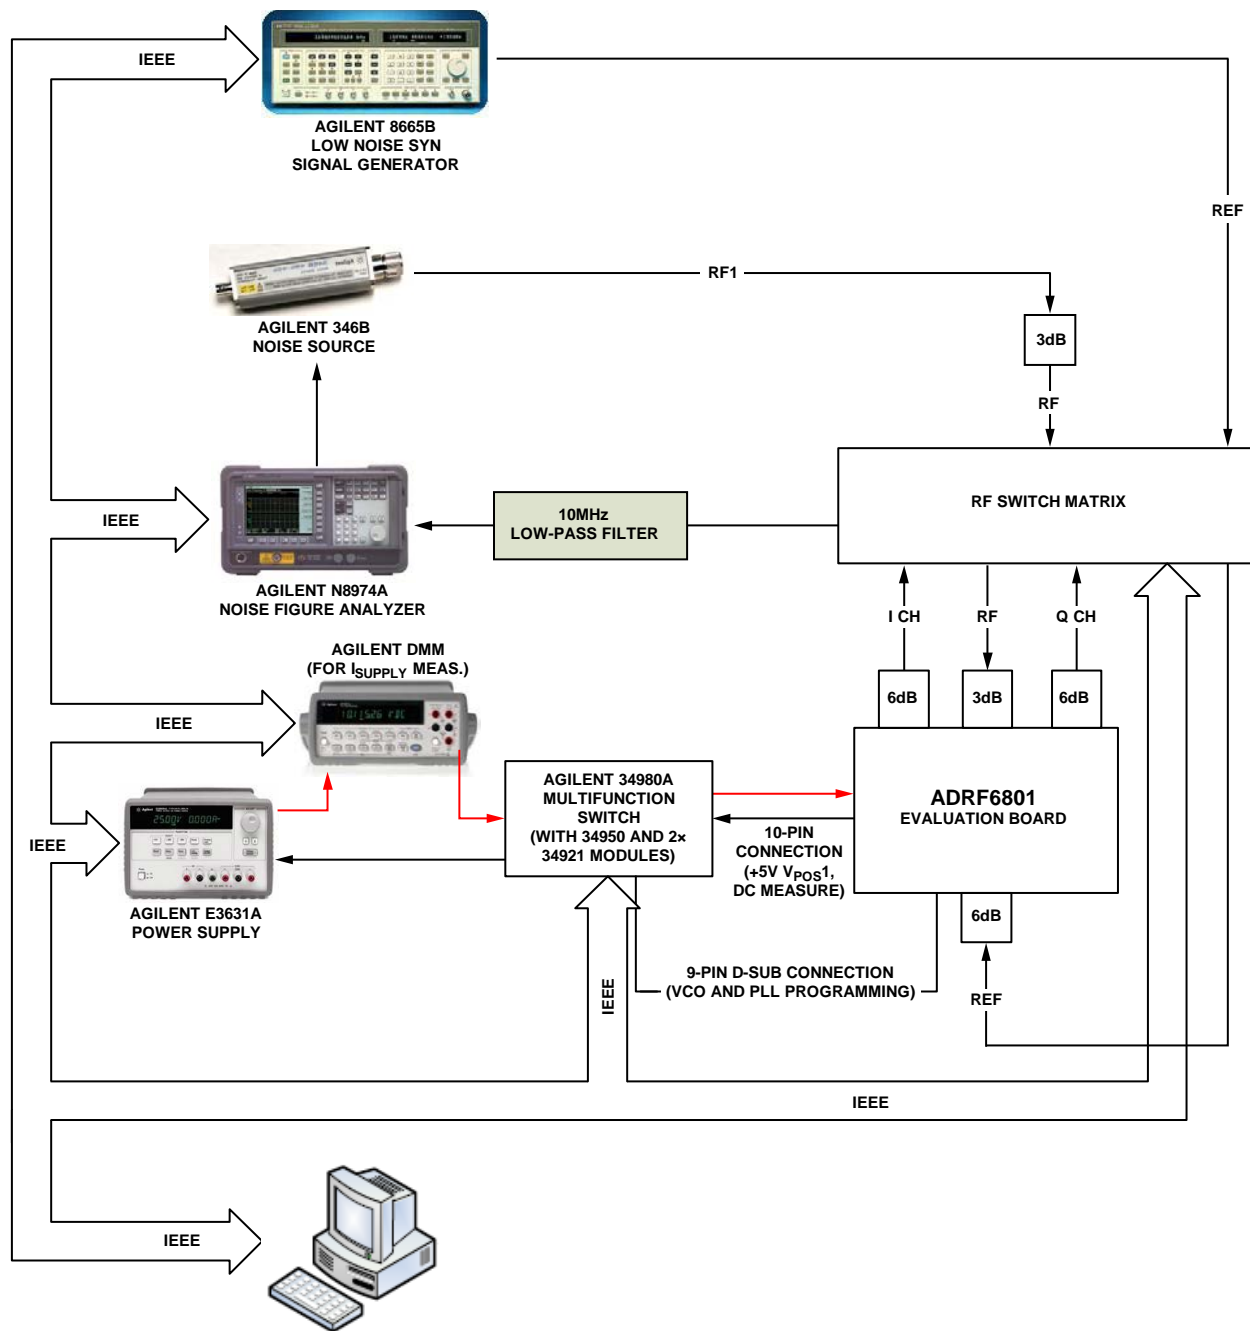 IEEE
AGILENT 8665B
LOW NOISE SYN
SIGNAL GENERATOR
REF
RF1
AGILENT 346B
NOISE SOURCE
3dB
RF
RF SWITCH MATRIX
IEEE
10MHz
LOW-PASS FILTER
AGILENT N8974A
NOISE FIGURE ANALYZER
I CH
RF
Q CH
AGILENT DMM
(FOR ISUPPLY MEAS.)
6dB
3dB
6dB
IEEE
AGILENT 34980A
MULTIFUNCTION
SWITCH
(WITH 34950 AND 2×
34921 MODULES)
ADRF6801
EVALUATION BOARD
10-PIN
CONNECTION
(+5V VPOS1,
DC MEASURE)
IEEE
AGILENT E3631A
POWER SUPPLY
6dB
9-PIN D-SUB CONNECTION
(VCO AND PLL PROGRAMMING)
REF
IEEE
IEEE
IEEE